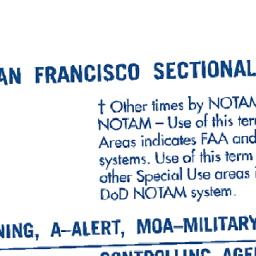 AN FRANCISCO SECTIONAL
† Other times by NOTAM
NOTAM – Use of this ter
Areas indicates FAA and
systems. Use of this term
other Special Use areas i
DoD NOTAM system.
NING, A–ALERT, MOA–MILITARY
CONTROLLING AGE